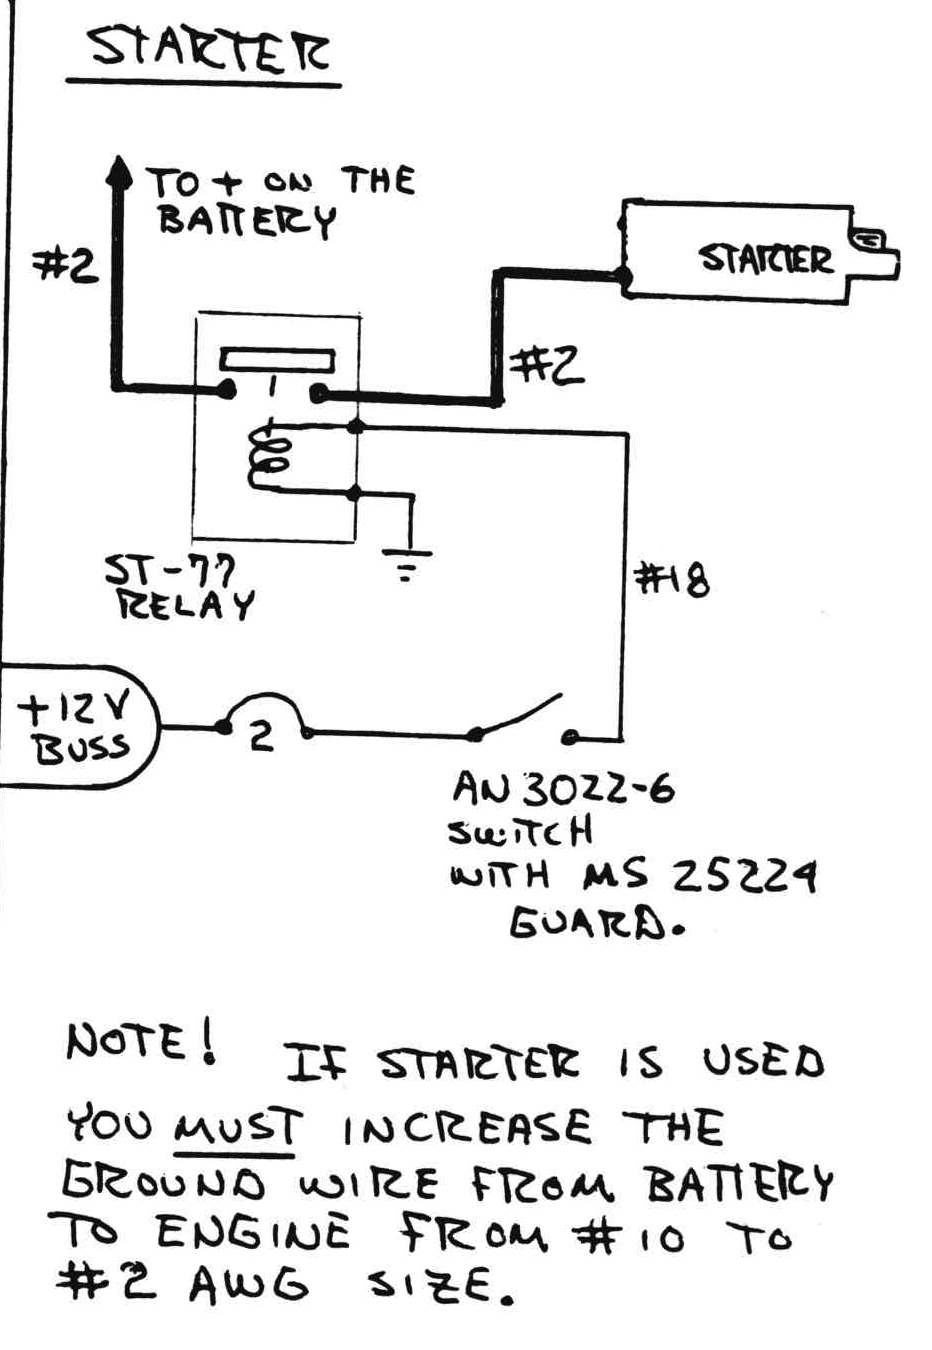 STARTER
TO + ON THE
BATTERY
#2
STARTER
#2
ST-77
RELAY
#18
+12V
BUSS
2
AN 3022-6
SWITCH
WITH MS 25224
GUARD.
NOTE! IF STARTER IS USED
YOU MUST INCREASE THE
GROUND WIRE FROM BATTERY
TO ENGINE FROM #10 TO
#2 AWG SIZE.